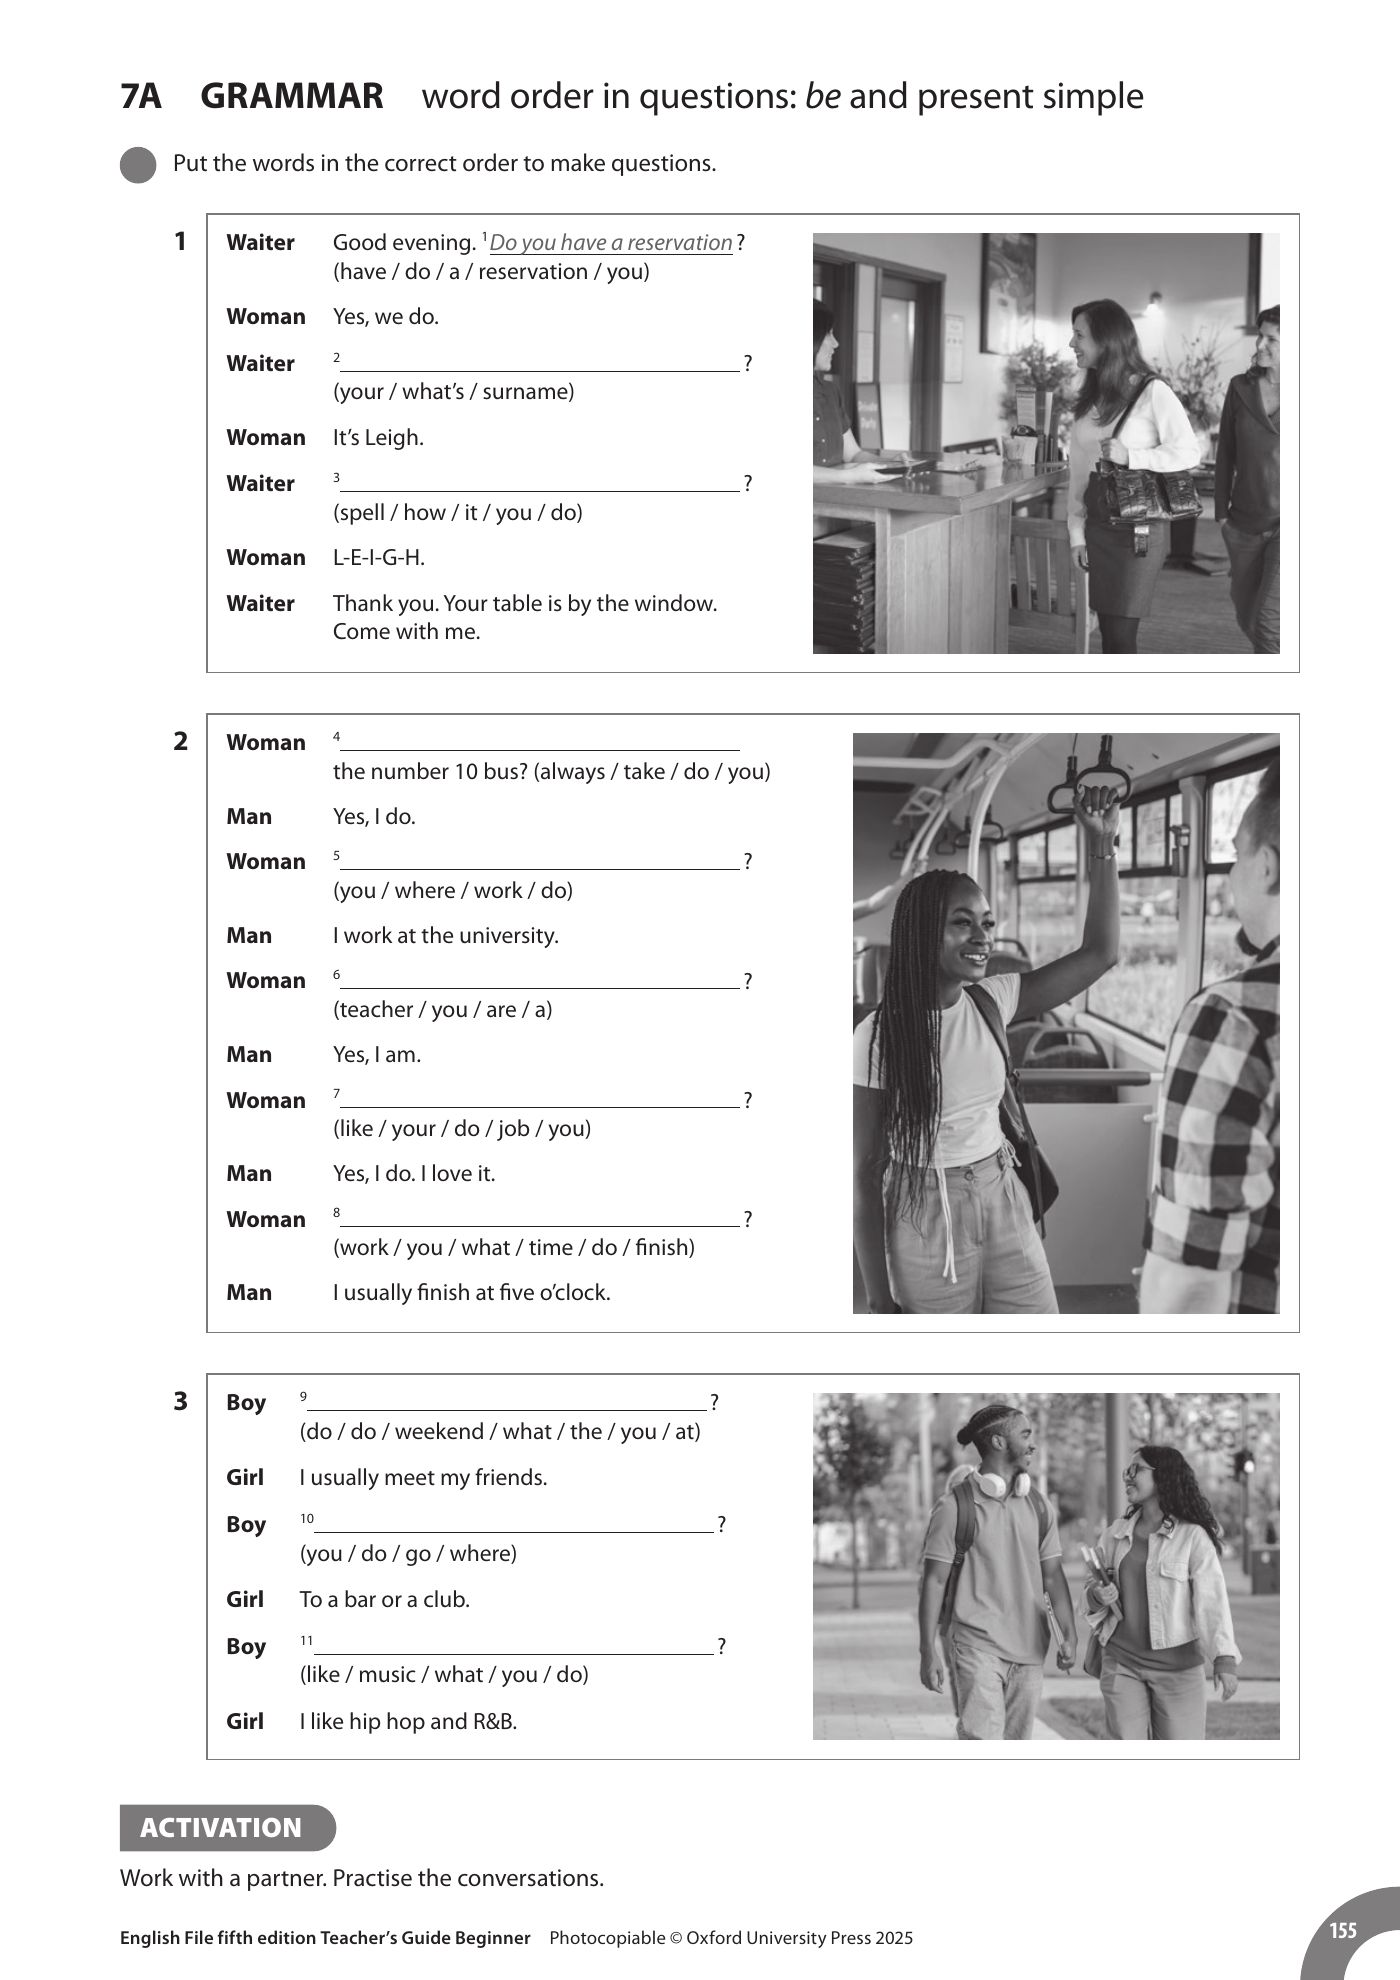 7A GRAMMAR word order in questions: be and present simple
Put the words in the correct order to make questions.
1
Waiter Good evening. 1 Do you have a reservation ?
(have / do / a / reservation / you)
Woman Yes, we do.
Waiter 2 ?
(your / what’s / surname)
Woman It’s Leigh.
Waiter 3 ?
(spell / how / it / you / do)
Woman L-E-I-G-H.
Waiter Thank you. Your table is by the window.
Come with me.
2
Woman 4
the number 10 bus? (always / take / do / you)
Man Yes, I do.
Woman 5 ?
(you / where / work / do)
Man I work at the university.
Woman 6 ?
(teacher / you / are / a)
Man Yes, I am.
Woman 7 ?
(like / your / do / job / you)
Man Yes, I do. I love it.
Woman 8 ?
(work / you / what / time / do / finish)
Man I usually finish at five o’clock.
3
Boy 9 ?
(do / do / weekend / what / the / you / at)
Girl I usually meet my friends.
Boy 10 ?
(you / do / go / where)
Girl To a bar or a club.
Boy 11 ?
(like / music / what / you / do)
Girl I like hip hop and R&B.
ACTIVATION
Work with a partner. Practise the conversations.
English File fifth edition Teacher’s Guide Beginner Photocopiable © Oxford University Press 2025
155